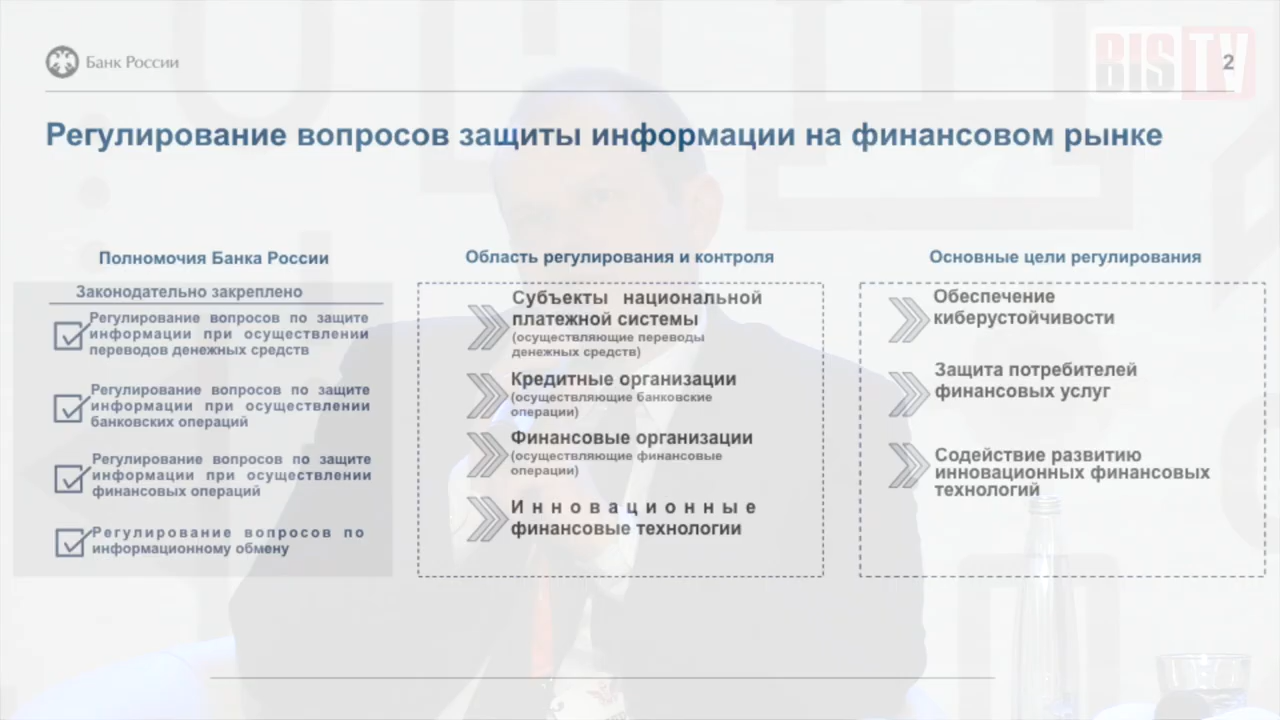 Банк России
BIS TV
2
Регулирование вопросов защиты информации на финансовом рынке
Полномочия Банка России
Законодательно закреплено
Регулирование вопросов по защите
информации при осуществлении
переводов денежных средств
Регулирование вопросов по защите
информации при осуществлении
банковских операций
Регулирование вопросов по защите
информации при осуществлении
финансовых операций
Регулирование вопросов по
информационному обмену
Область регулирования и контроля
Субъекты национальной
платежной системы
(осуществляющие переводы
денежных средств)
Кредитные организации
(осуществляющие банковские
операции)
Финансовые организации
(осуществляющие финансовые
операции)
Инновационные
финансовые технологии
Основные цели регулирования
Обеспечение
киберустойчивости
Защита потребителей
финансовых услуг
Содействие развитию
инновационных финансовых
технологий